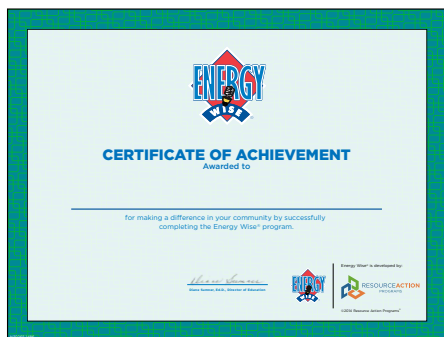 ENERGY
WISE®
CERTIFICATE OF ACHIEVEMENT
Awarded to
for making a difference in your community by successfully
completing the Energy Wise® program.
Director of Education
ENERGY
WISE
Energy Wise® is developed by:
RESOURCEACTION
PROGRAMS
©2014 Resource Action Programs®